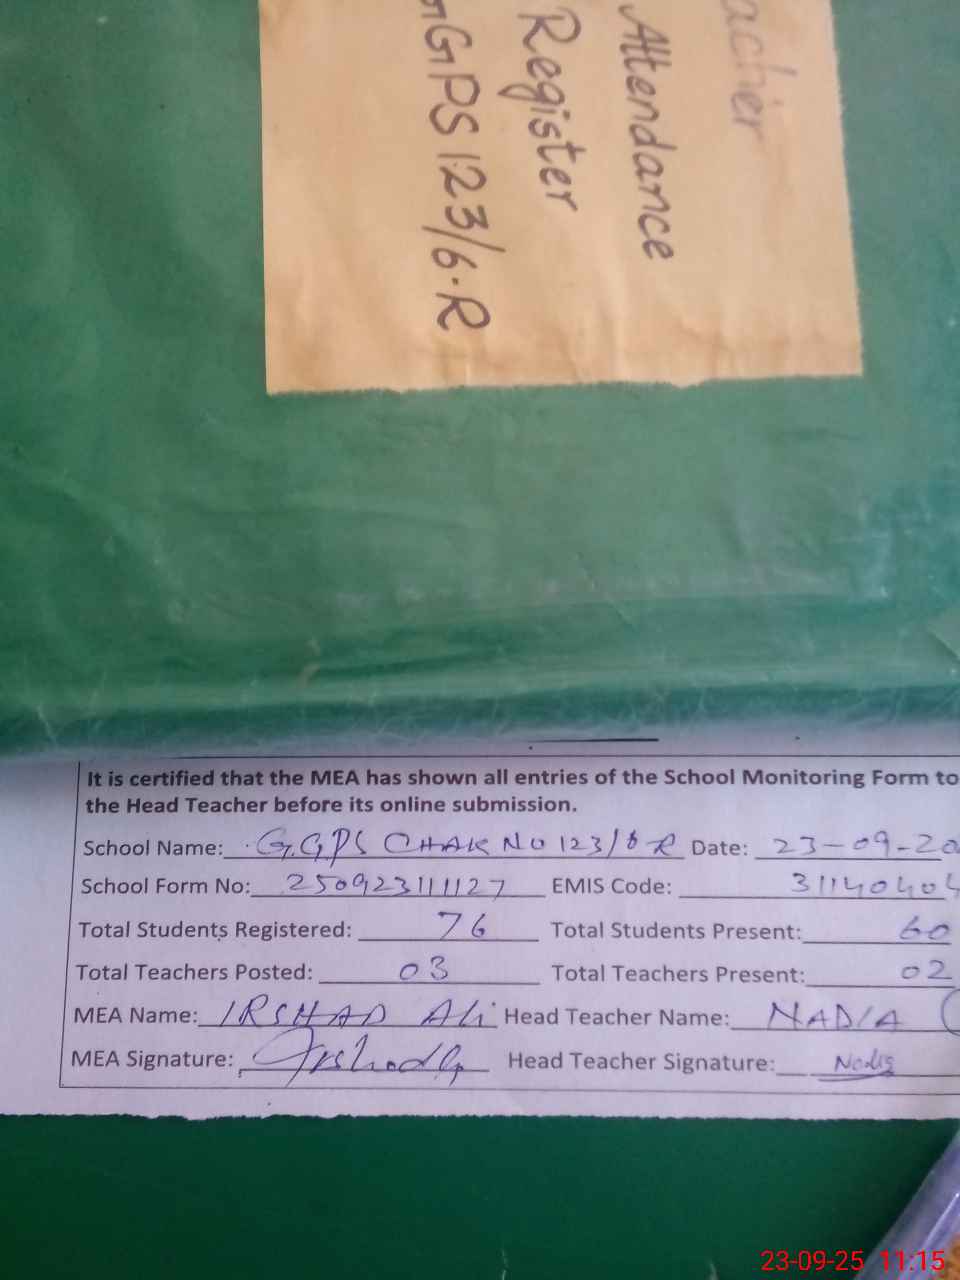 acher
Attendance
Register
GGPS 123/6.R
It is certified that the MEA has shown all entries of the School Monitoring Form to
the Head Teacher before its online submission.
School Name: G.GPS CHAK NO 123/6-R Date: 23-09-20
School Form No: 250923111127 EMIS Code: 31140404
Total Students Registered: 76 Total Students Present: 60
Total Teachers Posted: 03 Total Teachers Present: 02
MEA Name: IRSHAD Ali Head Teacher Name: NADIA
MEA Signature: Irshad Head Teacher Signature: Nadia
23-09-25 11:15